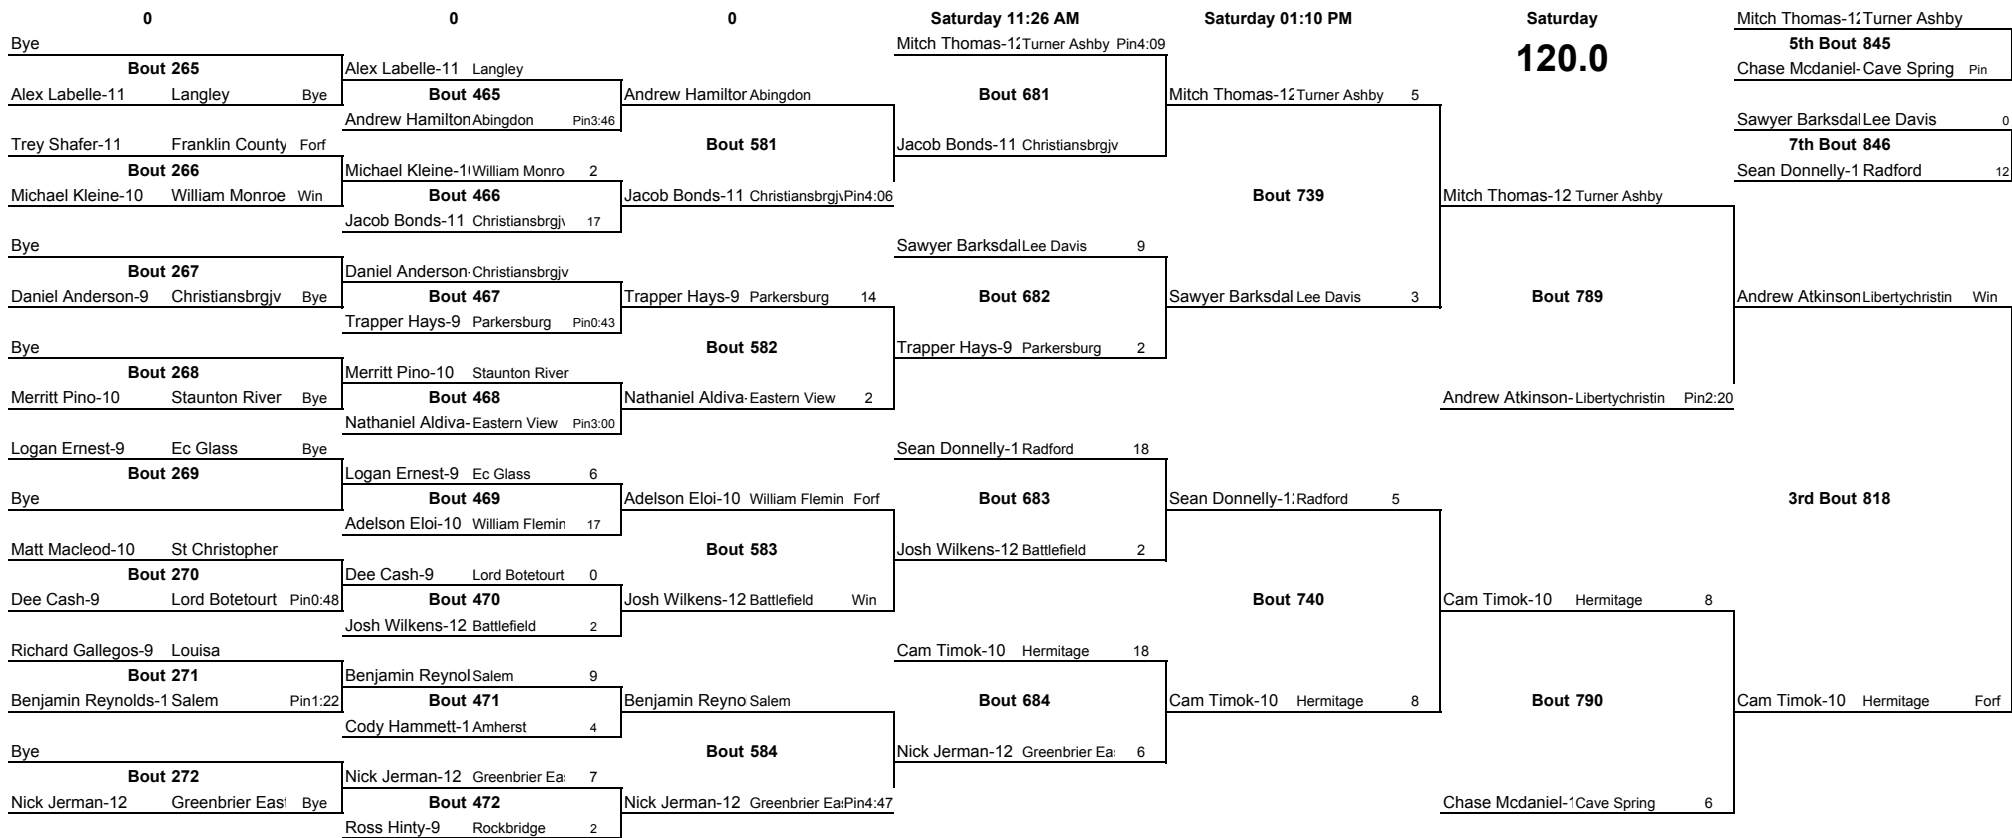 0 0 0 Saturday 11:26 AM Saturday 01:10 PM Saturday Mitch Thomas-12 Turner Ashby
Bye Mitch Thomas-12 Turner Ashby Pin4:09 120.0 5th Bout 845
Bout 265 Alex Labelle-11 Langley Chase Mcdaniel- Cave Spring Pin
Alex Labelle-11 Langley Bye Bout 465 Andrew Hamiltor Abingdon Bout 681 Mitch Thomas-12 Turner Ashby 5
Andrew Hamilton Abingdon Pin3:46 Sawyer Barksdal Lee Davis 0
Trey Shafer-11 Franklin County Forf Bout 581 Jacob Bonds-11 Christiansbrgjv 7th Bout 846
Bout 266 Michael Kleine-1 William Monro 2 Sean Donnelly-1 Radford 12
Michael Kleine-10 William Monroe Win Bout 466 Jacob Bonds-11 Christiansbrgjv Pin4:06 Bout 739 Mitch Thomas-12 Turner Ashby
Jacob Bonds-11 Christiansbrgjv 17
Bye Sawyer Barksdal Lee Davis 9
Bout 267 Daniel Anderson- Christiansbrgjv
Daniel Anderson-9 Christiansbrgjv Bye Bout 467 Trapper Hays-9 Parkersburg 14 Bout 682 Sawyer Barksdal Lee Davis 3 Bout 789 Andrew Atkinson Libertychristin Win
Trapper Hays-9 Parkersburg Pin0:43
Bye Bout 582 Trapper Hays-9 Parkersburg 2
Bout 268 Merritt Pino-10 Staunton River
Merritt Pino-10 Staunton River Bye Bout 468 Nathaniel Aldiva- Eastern View 2 Andrew Atkinson- Libertychristin Pin2:20
Nathaniel Aldiva- Eastern View Pin3:00
Logan Ernest-9 Ec Glass Bye Sean Donnelly-1 Radford 18
Bout 269 Logan Ernest-9 Ec Glass 6
Bye Bout 469 Adelson Eloi-10 William Flemin Forf Bout 683 Sean Donnelly-1 Radford 5 3rd Bout 818
Adelson Eloi-10 William Flemin 17
Matt Macleod-10 St Christopher Bout 583 Josh Wilkens-12 Battlefield 2
Bout 270 Dee Cash-9 Lord Botetourt 0
Dee Cash-9 Lord Botetourt Pin0:48 Bout 470 Josh Wilkens-12 Battlefield Win Bout 740 Cam Timok-10 Hermitage 8
Josh Wilkens-12 Battlefield 2
Richard Gallegos-9 Louisa Cam Timok-10 Hermitage 18
Bout 271 Benjamin Reynol Salem 9
Benjamin Reynolds-1 Salem Pin1:22 Bout 471 Benjamin Reyno Salem Bout 684 Cam Timok-10 Hermitage 8 Bout 790 Cam Timok-10 Hermitage Forf
Cody Hammett-1 Amherst 4
Bye Bout 584 Nick Jerman-12 Greenbrier Ea 6
Bout 272 Nick Jerman-12 Greenbrier Ea 7
Nick Jerman-12 Greenbrier East Bye Bout 472 Nick Jerman-12 Greenbrier Ea Pin4:47 Chase Mcdaniel-1 Cave Spring 6
Ross Hinty-9 Rockbridge 2